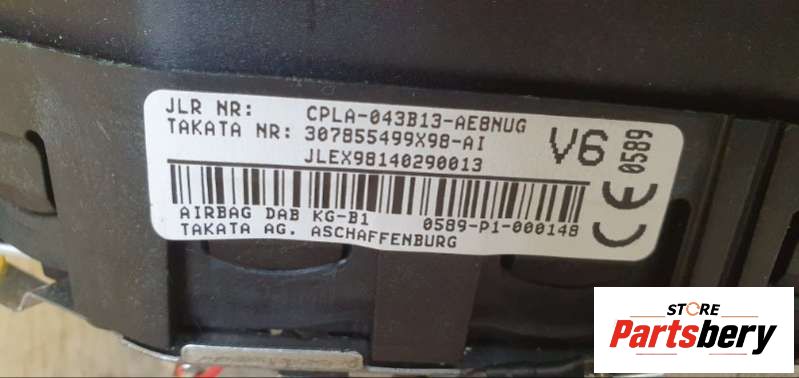 JLR NR: CPLA-043B13-AE8NUG
TAKATA NR: 307855499X98-AI
JLEX98140290013
V6
0589
CE
AIRBAG DAB KG-B1 0589-P1-000148
TAKATA AG. ASCHAFFENBURG
STORE
Partsbery